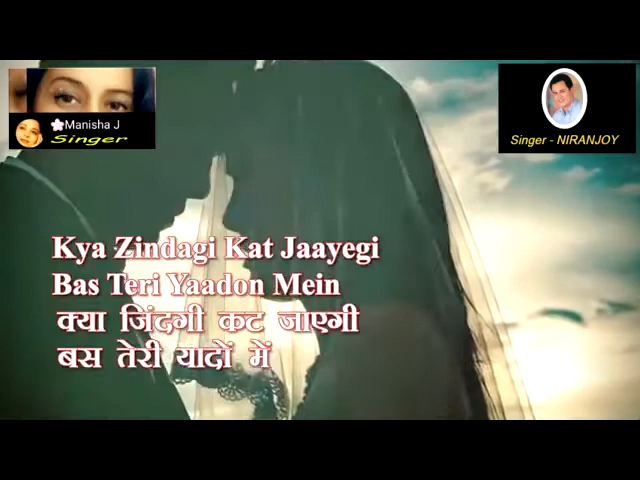 🌸Manisha J
Singer
Singer - NIRANJOY
Kya Zindagi Kat Jaayegi
Bas Teri Yaadon Mein
क्या जिंदगी कट जाएगी
बस तेरी यादों में